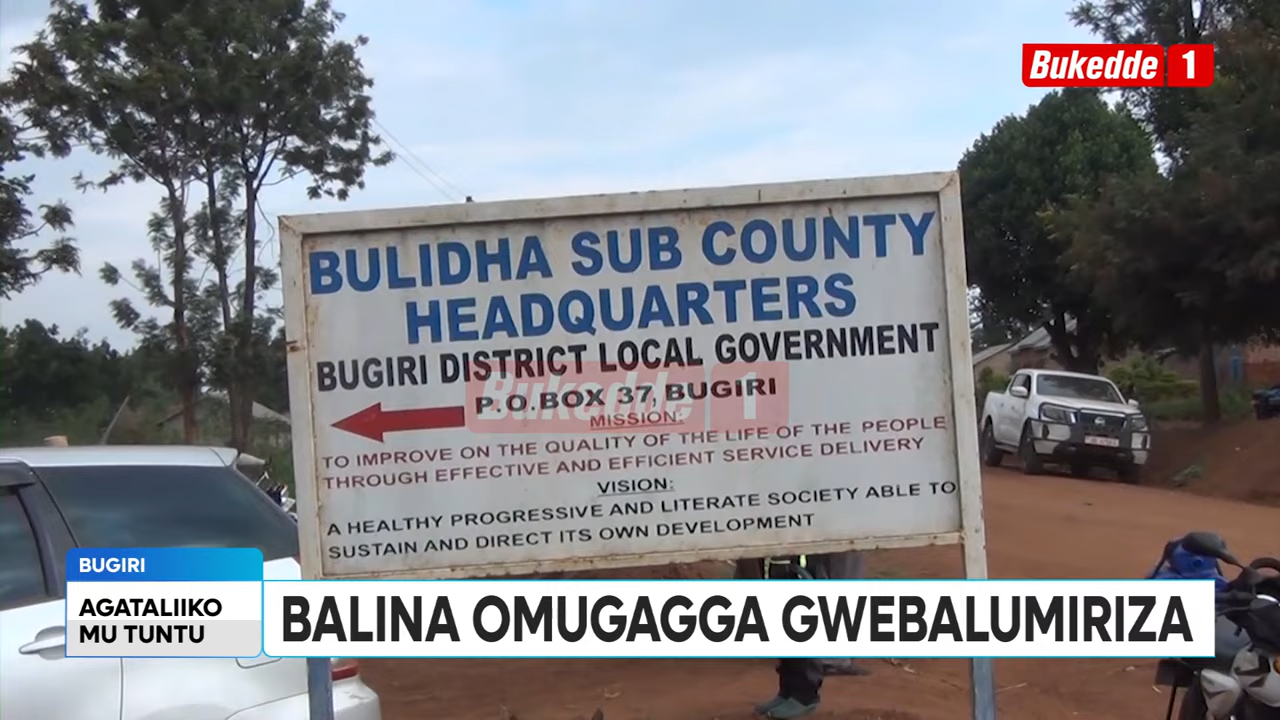 Bukedde 1
BULIDHA SUB COUNTY
HEADQUARTERS
BUGIRI DISTRICT LOCAL GOVERNMENT
P.O.BOX 37, BUGIRI
Bukedde 1
MISSION:
TO IMPROVE ON THE QUALITY OF THE LIFE OF THE PEOPLE
THROUGH EFFECTIVE AND EFFICIENT SERVICE DELIVERY
VISION:
A HEALTHY PROGRESSIVE AND LITERATE SOCIETY ABLE TO
SUSTAIN AND DIRECT ITS OWN DEVELOPMENT
BUGIRI
AGATALIIKO
MU TUNTU
BALINA OMUGAGGA GWEBALUMIRIZA